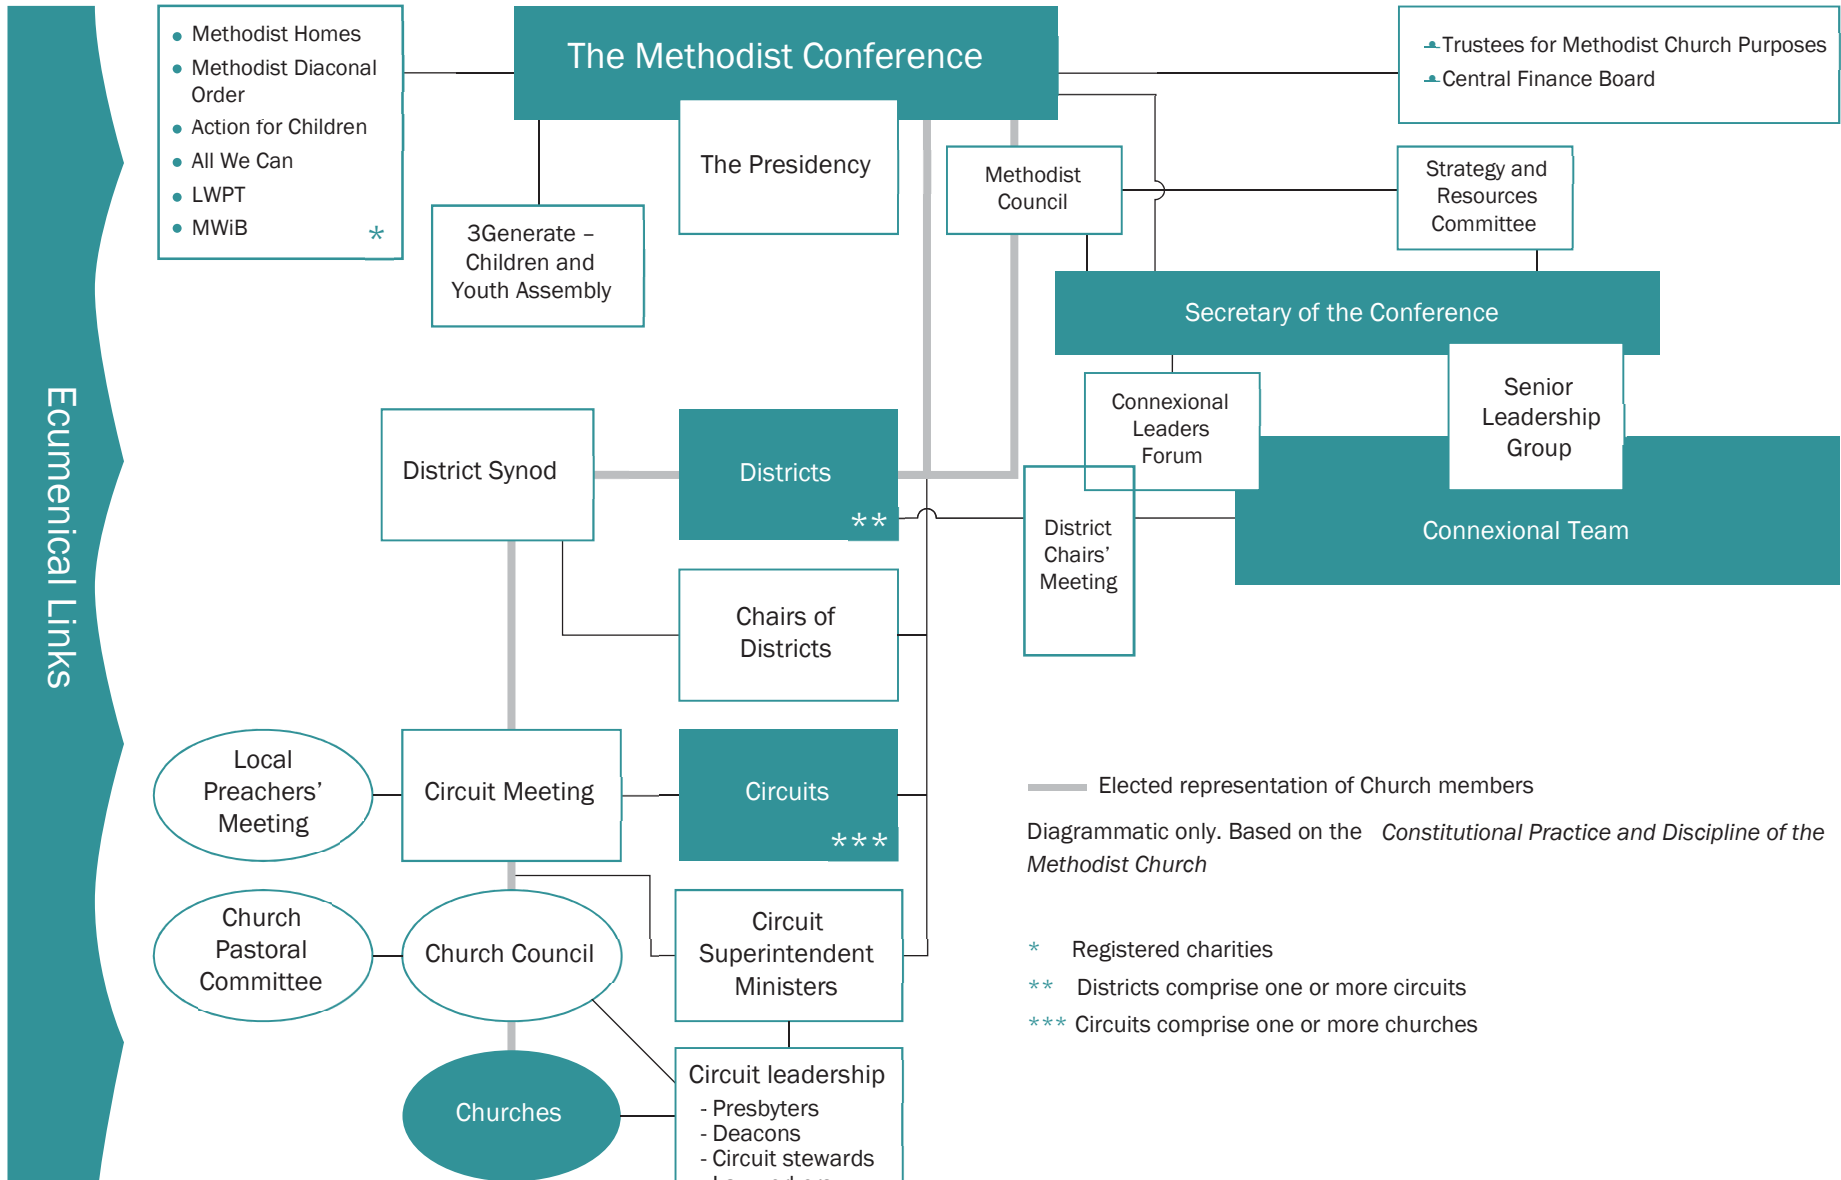 Ecumenical Links
• Methodist Homes
• Methodist Diaconal
Order
• Action for Children
• All We Can
• LWPT
• MWiB
*
The Methodist Conference
The Presidency
3Generate –
Children and
Youth Assembly
Trustees for Methodist Church Purposes
Central Finance Board
Methodist
Council
Strategy and
Resources
Committee
Secretary of the Conference
Connexional
Leaders
Forum
Senior
Leadership
Group
Connexional Team
District
Chairs’
Meeting
District Synod
Districts
**
Chairs of
Districts
Local
Preachers’
Meeting
Circuit Meeting
Circuits
***
Church
Pastoral
Committee
Church Council
Circuit
Superintendent
Ministers
Churches
Circuit leadership
- Presbyters
- Deacons
- Circuit stewards
Elected representation of Church members
Diagrammatic only. Based on the Constitutional Practice and Discipline of the
Methodist Church
* Registered charities
** Districts comprise one or more circuits
*** Circuits comprise one or more churches